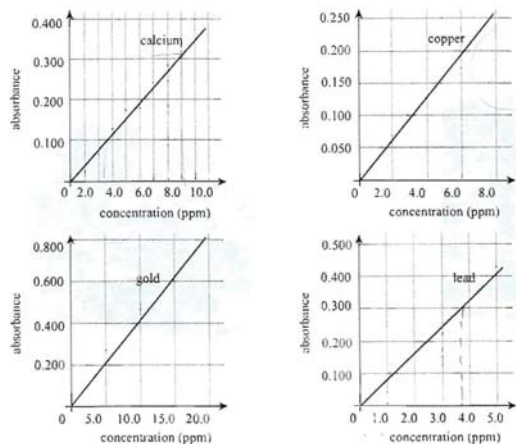 0.400
calcium
0.300
0.200
0.100
absorbance
0 2.0 4.0 6.0 8.0 10.0
concentration (ppm)
0.250
copper
0.200
0.150
0.100
0.050
absorbance
0 2.0 4.0 6.0 8.0
concentration (ppm)
0.800
gold
0.600
0.400
0.200
absorbance
0 5.0 10.0 15.0 20.0
concentration (ppm)
0.500
lead
0.400
0.300
0.200
0.100
absorbance
0 1.0 2.0 3.0 4.0 5.0
concentration (ppm)